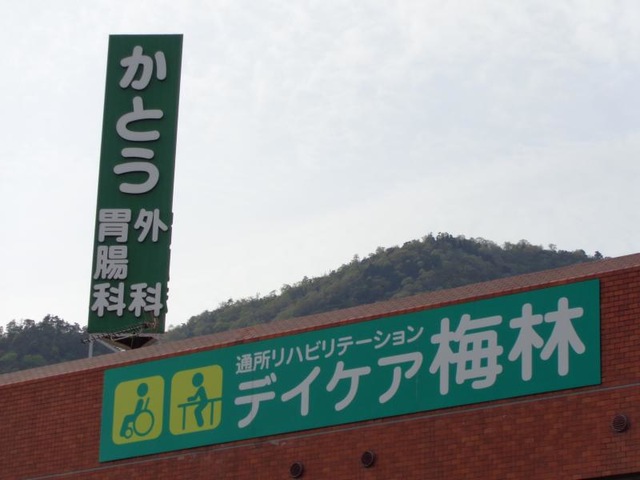 かとう
外科
胃腸科
通所リハビリテーション
デイケア梅林